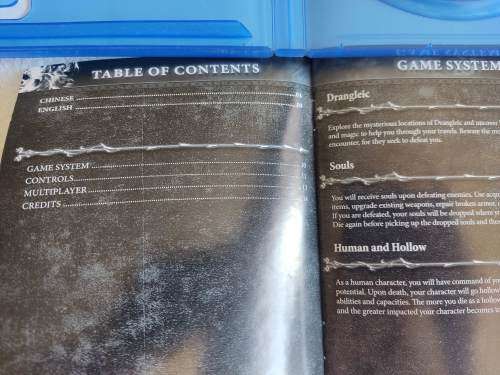 TABLE OF CONTENTS
CHINESE
ENGLISH
GAME SYSTEM
CONTROLS
MULTIPLAYER
CREDITS
GAME SYSTEM
Drangleic
Explore the mysterious locations of Drangleic and uncover
and magic to help you through your travels. Beware the
encounter, for they seek to defeat you.
Souls
You will receive souls upon defeating enemies. Use
items, upgrade existing weapons, repair broken armor,
If you are defeated, your souls will be dropped where
Die again before picking up the dropped souls and
Human and Hollow
As a human character, you will have command of
potential. Upon death, your character will go hollow
abilities and capacities. The more you die as a hollow
and the greater impacted your character becomes